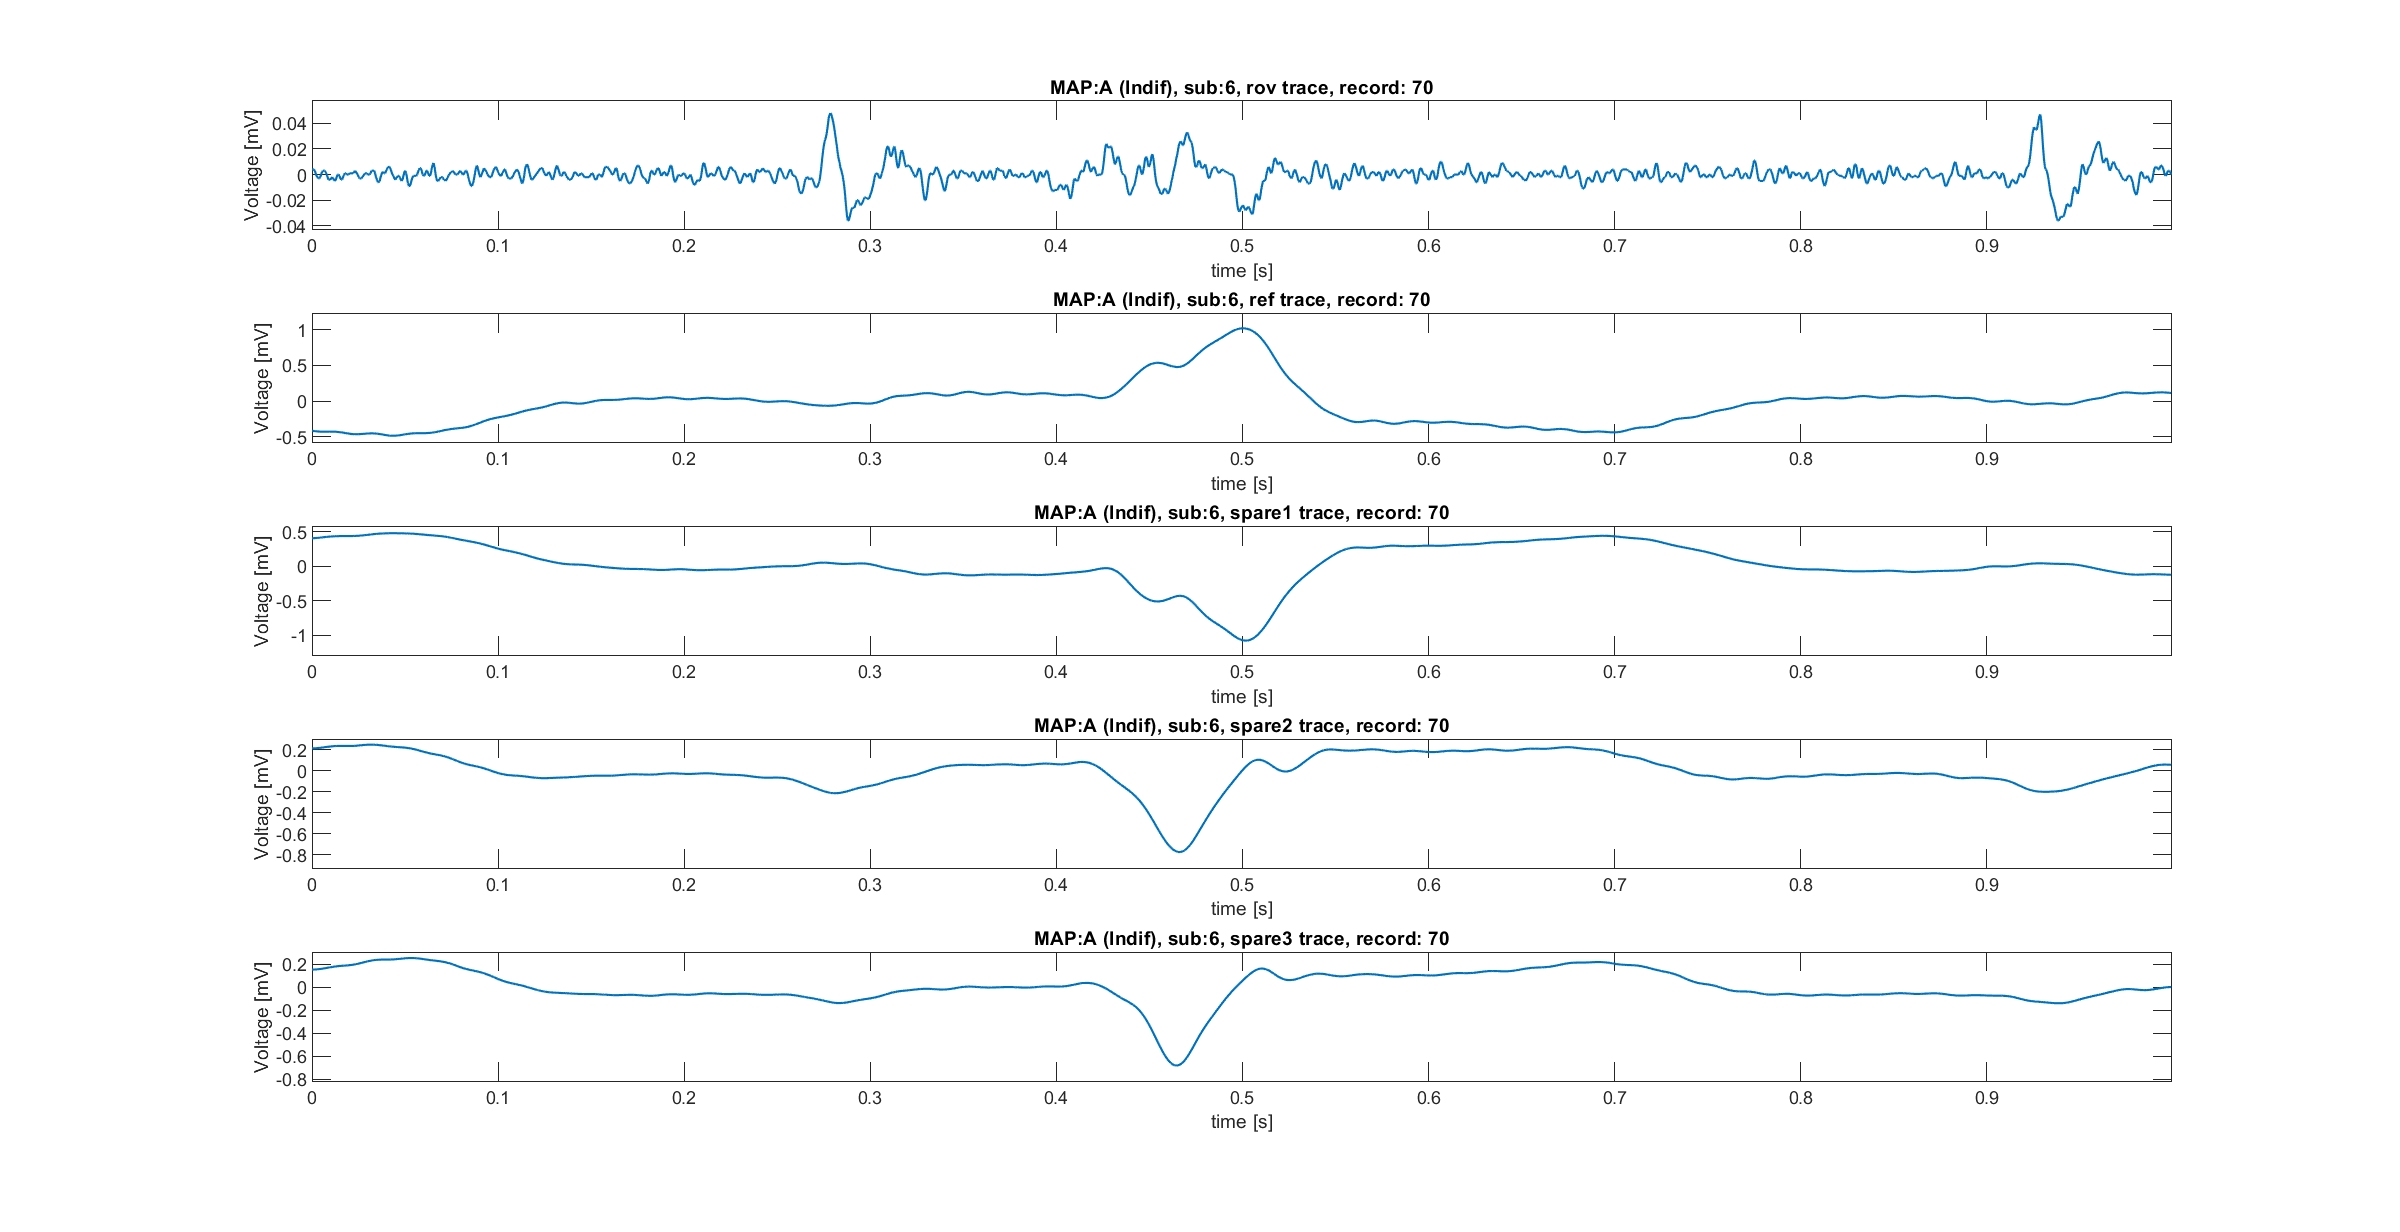 MAP:A (Indif), sub:6, rov trace, record: 70
Voltage [mV]
0.04
0.02
0
-0.02
-0.04
0 0.1 0.2 0.3 0.4 0.5 0.6 0.7 0.8 0.9
time [s]
MAP:A (Indif), sub:6, ref trace, record: 70
Voltage [mV]
1
0.5
0
-0.5
0 0.1 0.2 0.3 0.4 0.5 0.6 0.7 0.8 0.9
time [s]
MAP:A (Indif), sub:6, spare1 trace, record: 70
Voltage [mV]
0.5
0
-0.5
-1
0 0.1 0.2 0.3 0.4 0.5 0.6 0.7 0.8 0.9
time [s]
MAP:A (Indif), sub:6, spare2 trace, record: 70
Voltage [mV]
0.2
0
-0.2
-0.4
-0.6
-0.8
0 0.1 0.2 0.3 0.4 0.5 0.6 0.7 0.8 0.9
time [s]
MAP:A (Indif), sub:6, spare3 trace, record: 70
Voltage [mV]
0.2
0
-0.2
-0.4
-0.6
-0.8
0 0.1 0.2 0.3 0.4 0.5 0.6 0.7 0.8 0.9
time [s]